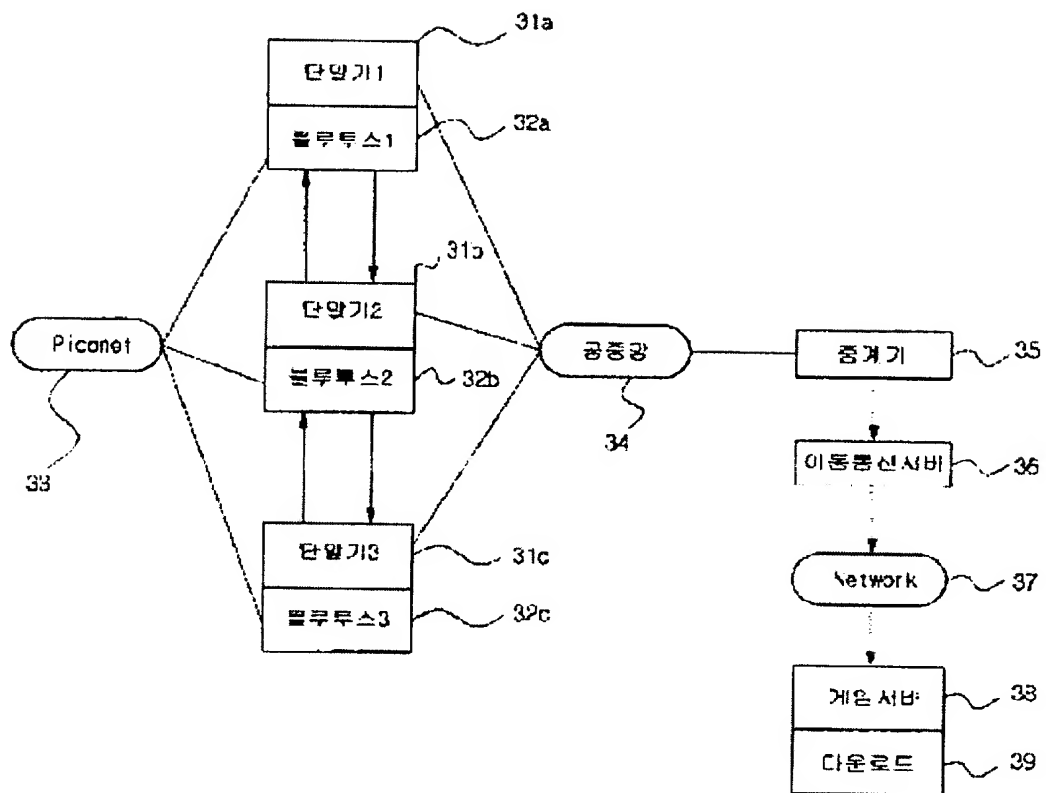 31a
단말기1
블루투스1
32a
31b
단말기2
블루투스2
32b
Piconet
33
공중망
34
중계기
35
이동통신서버
36
단말기3
31c
블루투스3
32c
Network
37
게임서버
38
다운로드
39